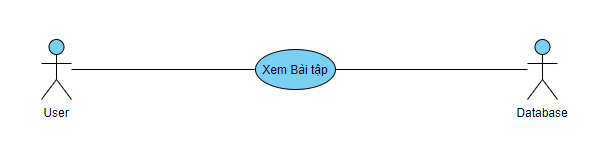 Xem Bài tập
User
Database